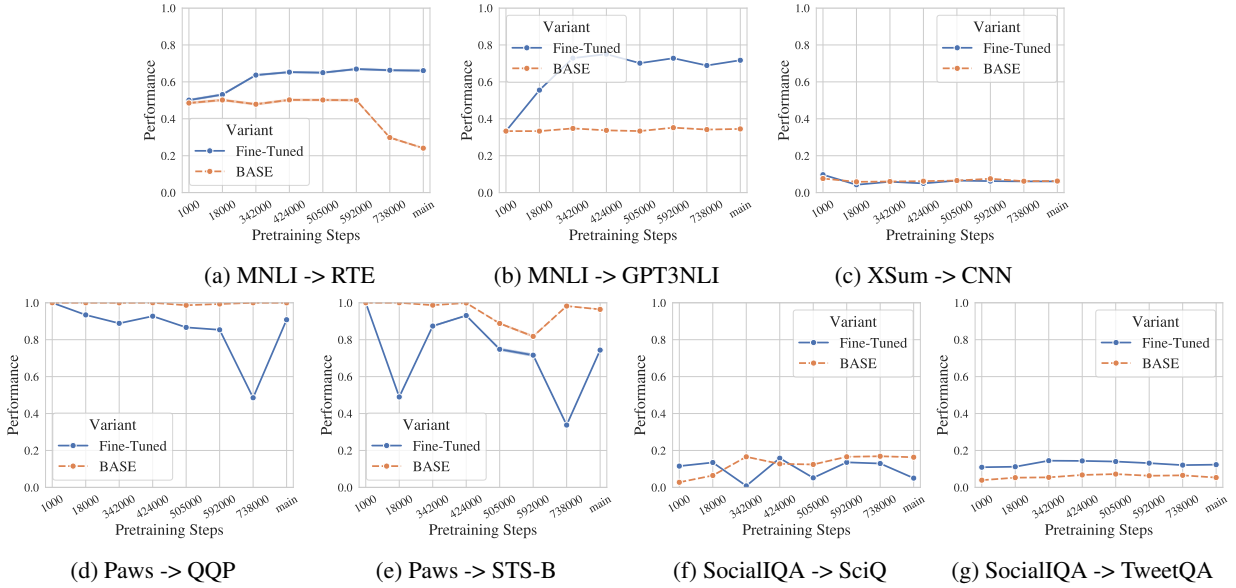 1.0
0.8
0.6
0.4
0.2
0.0
Performance
Variant
Fine-Tuned
BASE
1000
18000
342000
424000
505000
592000
738000
main
Pretraining Steps
(a) MNLI -> RTE
1.0
0.8
0.6
0.4
0.2
0.0
Performance
Variant
Fine-Tuned
BASE
1000
18000
342000
424000
505000
592000
738000
main
Pretraining Steps
(b) MNLI -> GPT3NLI
1.0
0.8
0.6
0.4
0.2
0.0
Performance
Variant
Fine-Tuned
BASE
1000
18000
342000
424000
505000
592000
738000
main
Pretraining Steps
(c) XSum -> CNN
1.0
0.8
0.6
0.4
0.2
0.0
Performance
Variant
Fine-Tuned
BASE
1000
18000
342000
424000
505000
592000
738000
main
Pretraining Steps
(d) Paws -> QQP
1.0
0.8
0.6
0.4
0.2
0.0
Performance
Variant
Fine-Tuned
BASE
1000
18000
342000
424000
505000
592000
738000
main
Pretraining Steps
(e) Paws -> STS-B
1.0
0.8
0.6
0.4
0.2
0.0
Performance
Variant
Fine-Tuned
BASE
1000
18000
342000
424000
505000
592000
738000
main
Pretraining Steps
(f) SocialIQA -> SciQ
1.0
0.8
0.6
0.4
0.2
0.0
Performance
Variant
Fine-Tuned
BASE
1000
18000
342000
424000
505000
592000
738000
main
Pretraining Steps
(g) SocialIQA -> TweetQA